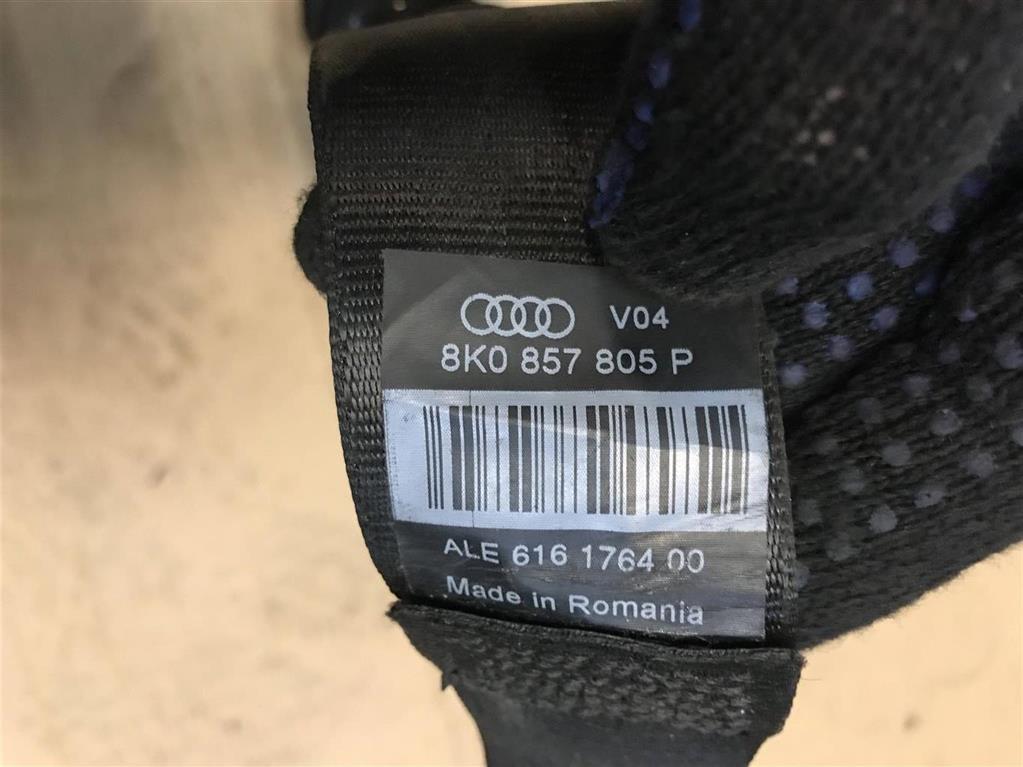 V04
8K0 857 805 P
ALE 616 1764 00
Made in Romania